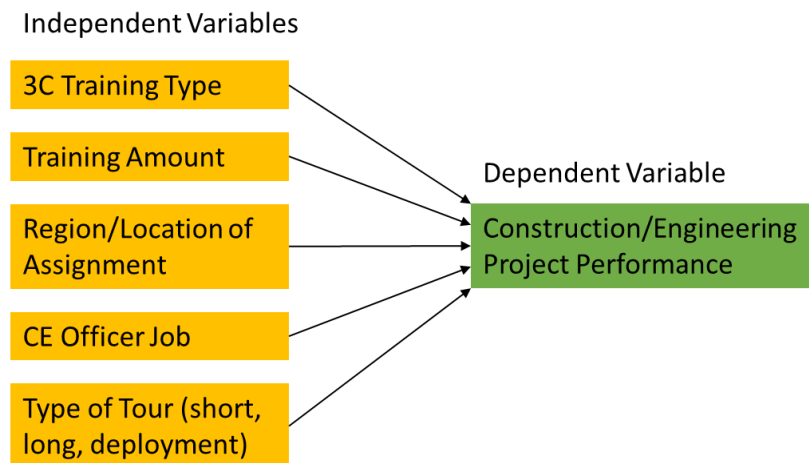 Independent Variables
3C Training Type
Training Amount
Region/Location of
Assignment
CE Officer Job
Type of Tour (short,
long, deployment)
Dependent Variable
Construction/Engineering
Project Performance